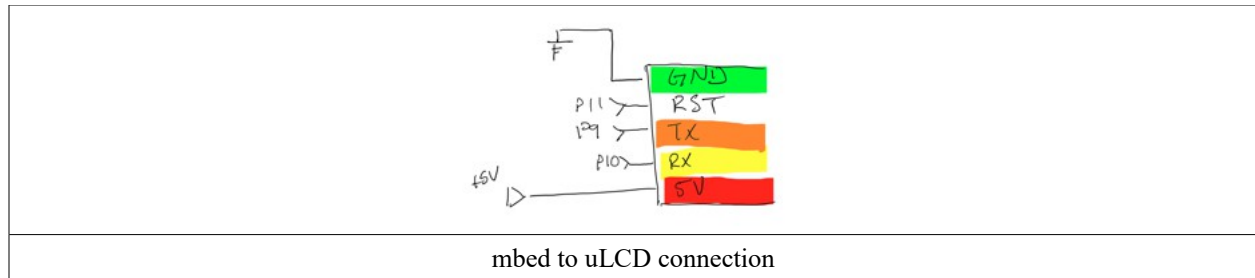 GND
P11 RST
P9 TX
P10 RX
+5V 5V
mbed to uLCD connection